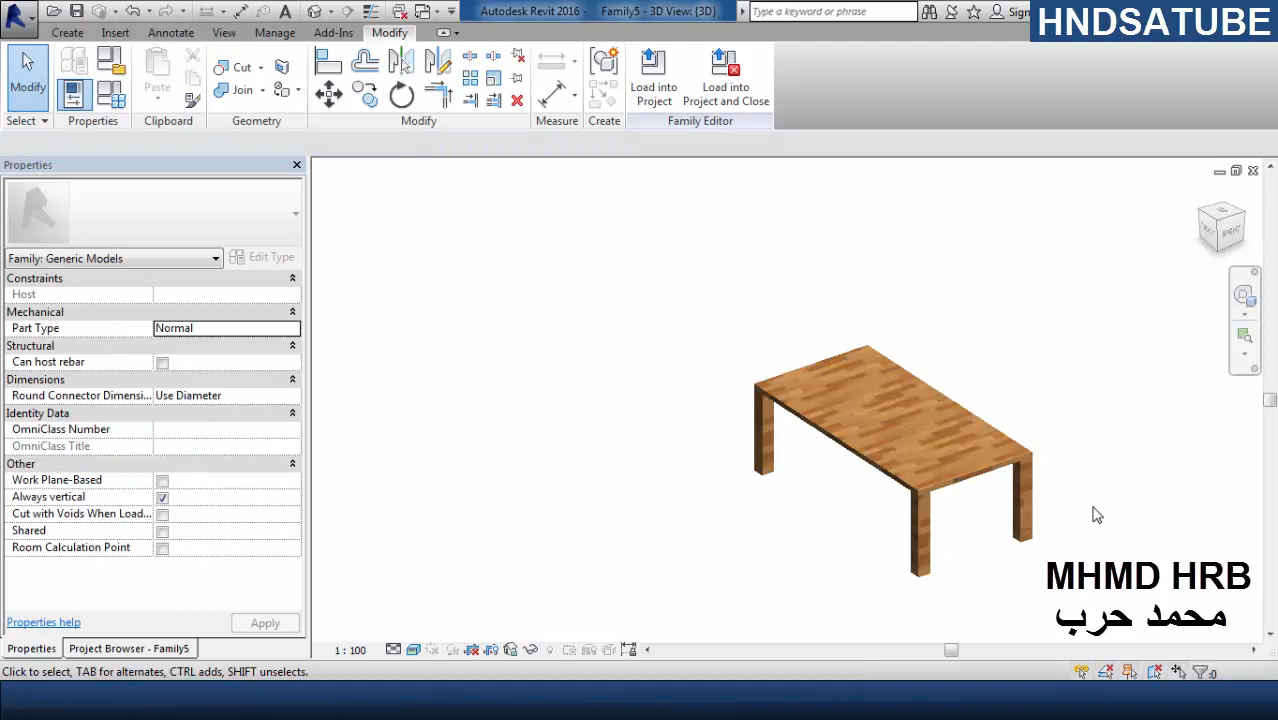 Autodesk Revit 2016 - Family5 - 3D View: {3D}
Type a keyword or phrase
Sign
HNDSATUBE
Create Insert Annotate View Manage Add-Ins Modify
Modify
Paste
Cut
Join
Load into Project
Load into Project and Close
Select Properties Clipboard Geometry Modify Measure Create Family Editor
Properties
Family: Generic Models
Edit Type
Constraints
Host
Mechanical
Part Type Normal
Structural
Can host rebar
Dimensions
Round Connector Dimensi... Use Diameter
Identity Data
OmniClass Number
OmniClass Title
Other
Work Plane-Based
Always vertical
Cut with Voids When Load...
Shared
Room Calculation Point
Properties help
Apply
Properties Project Browser - Family5
RIGHT
MHMD HRB
محمد حرب
1 : 100
Click to select, TAB for alternates, CTRL adds, SHIFT unselects.
:0